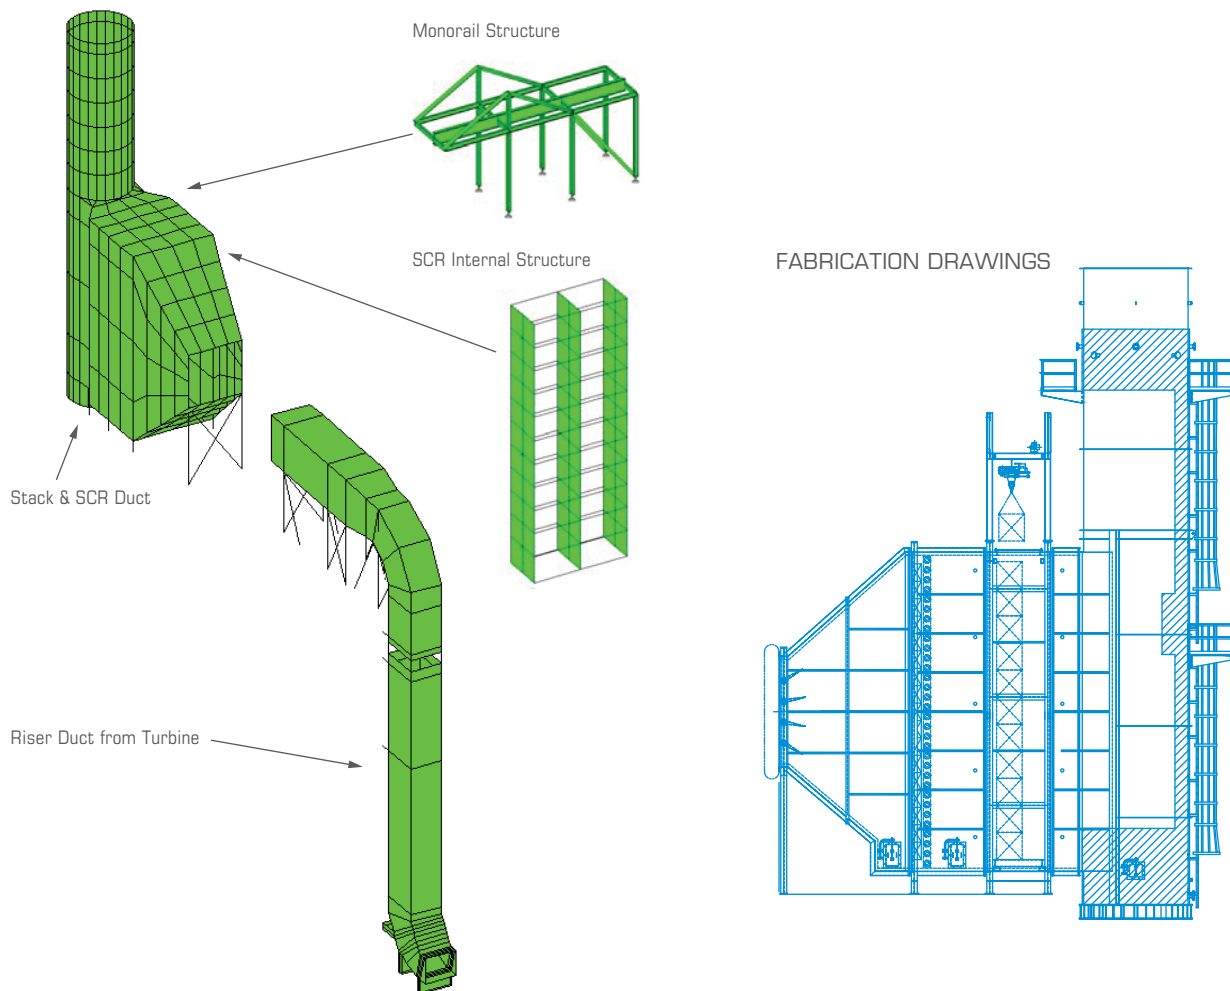 Monorail Structure
SCR Internal Structure
FABRICATION DRAWINGS
Stack & SCR Duct
Riser Duct from Turbine